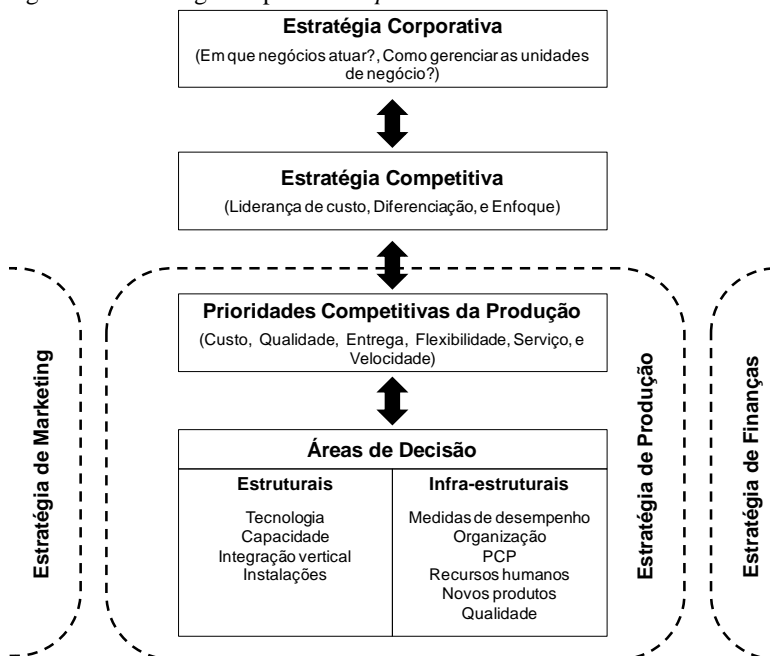 Estratégia Corporativa
(Em que negócios atuar?, Como gerenciar as unidades
de negócio?)
Estratégia Competitiva
(Liderança de custo, Diferenciação, e Enfoque)
Estratégia de Marketing
Prioridades Competitivas da Produção
(Custo, Qualidade, Entrega, Flexibilidade, Serviço, e
Velocidade)
Áreas de Decisão
Estruturais
Tecnologia
Capacidade
Integração vertical
Instalações
Infra-estruturais
Medidas de desempenho
Organização
PCP
Recursos humanos
Novos produtos
Qualidade
Estratégia de Produção
Estratégia de Finanças